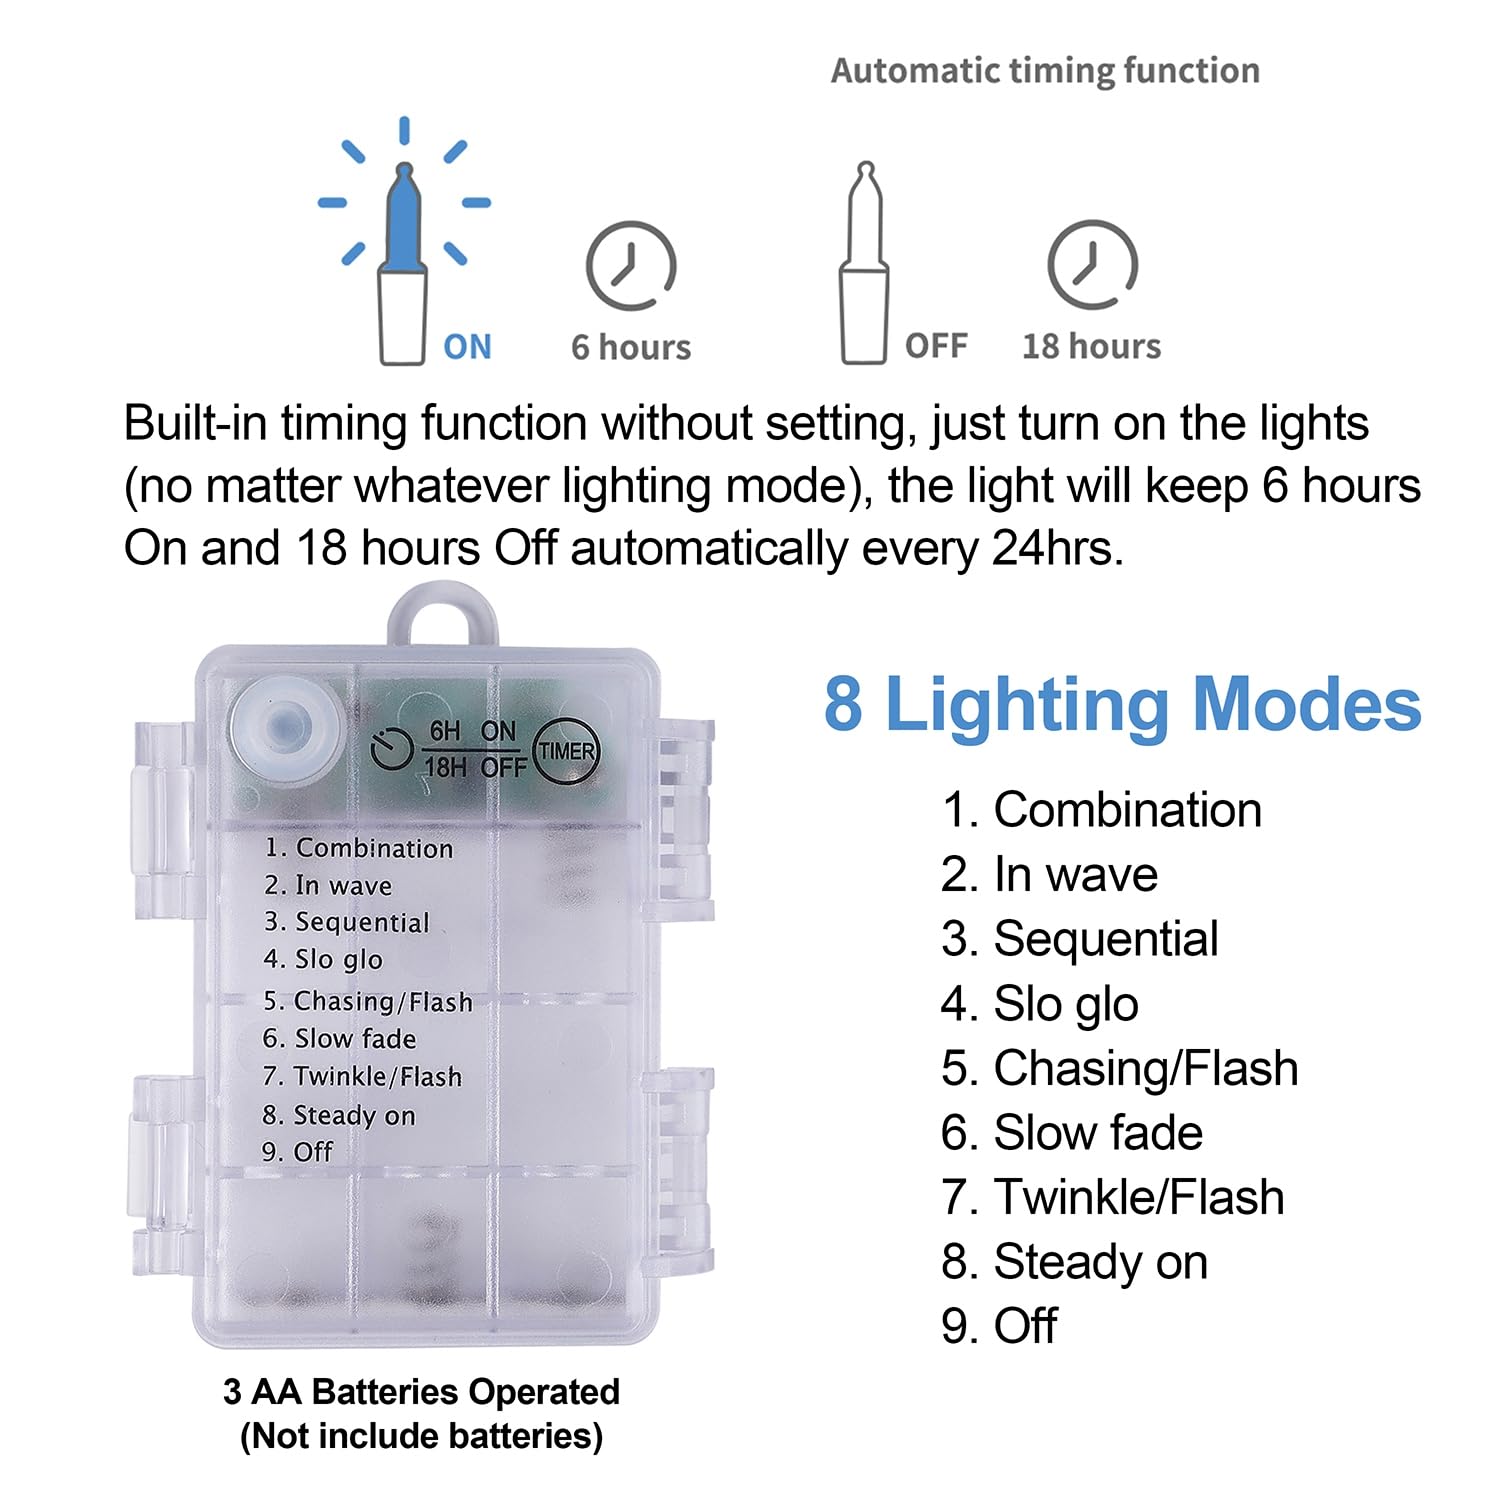 Automatic timing function
ON
6 hours
OFF
18 hours
Built-in timing function without setting, just turn on the lights
(no matter whatever lighting mode), the light will keep 6 hours
On and 18 hours Off automatically every 24hrs.
6H ON
18H OFF
TIMER
1. Combination
2. In wave
3. Sequential
4. Slo glo
5. Chasing/Flash
6. Slow fade
7. Twinkle/Flash
8. Steady on
9. Off
3 AA Batteries Operated
(Not include batteries)
8 Lighting Modes
1. Combination
2. In wave
3. Sequential
4. Slo glo
5. Chasing/Flash
6. Slow fade
7. Twinkle/Flash
8. Steady on
9. Off